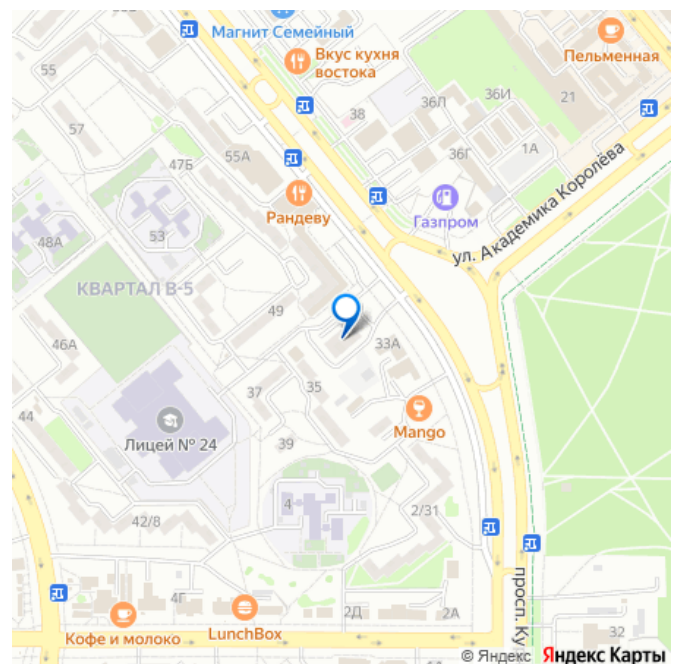 Магнит Семейный
Вкус кухня
востока
Пельменная
55
36И
36Л
21
38
57
1А
47Б
55А
36Г
ул. Академика Королёва
Рандеву
Газпром
53
48А
КВАРТАЛ В-5
49
46А
33А
37
35
44
Mango
Лицей № 24
39
4
2/31
42/8
4Г
2Д
2А
просп. Ку
32
Кофе и молоко
LunchBox
© Яндекс Яндекс Карты